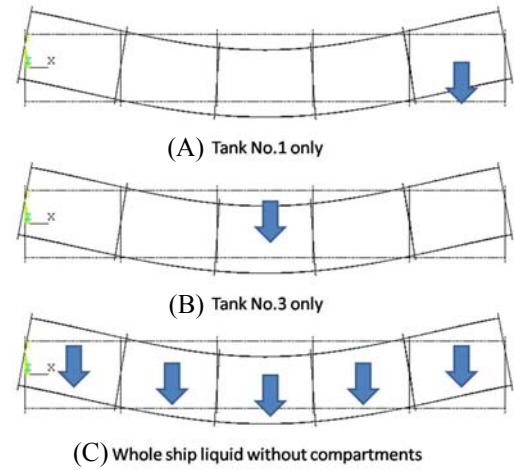 X
(A) Tank No.1 only
X
(B) Tank No.3 only
X
(C) Whole ship liquid without compartments